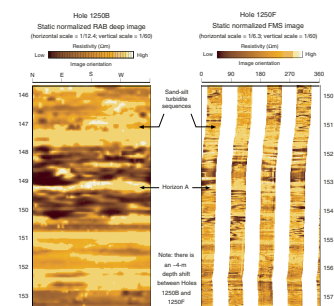 Hole 1250B
Static normalized RAB deep image
(horizontal scale = 1/12.4; vertical scale = 1/60)
Resistivity (Ωm)
Low High
Image orientation
N E S W
146
147
148
149
150
151
152
153
Sand-silt
turbidite
sequences
Horizon A
Note: there is
an ~4-m
depth shift
between Holes
1250B and
1250F
Hole 1250F
Static normalized FMS image
(horizontal scale = 1/6.3; vertical scale = 1/60)
Resistivity (Ωm)
Low High
Image orientation
0 90 180 270 360
150
151
152
153
154
155
156
157